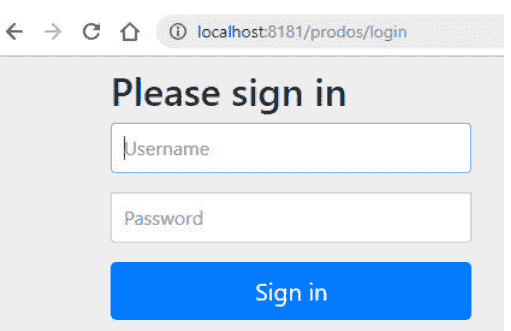 localhost:8181/prodos/login
Please sign in
Username
Password
Sign in